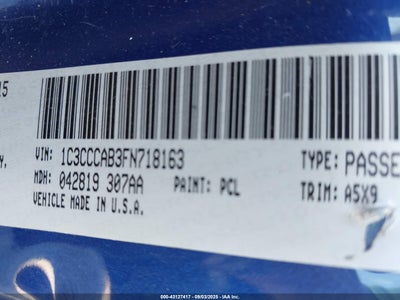 15
Y.
VIN: 1C3CCCAB3FN718163
TYPE: PASSE
MDH: 042819 307AA
PAINT: PCL
TRIM: A5X9
VEHICLE MADE IN U.S.A.
000-43127417 - 09/03/2025 - IAA Inc.